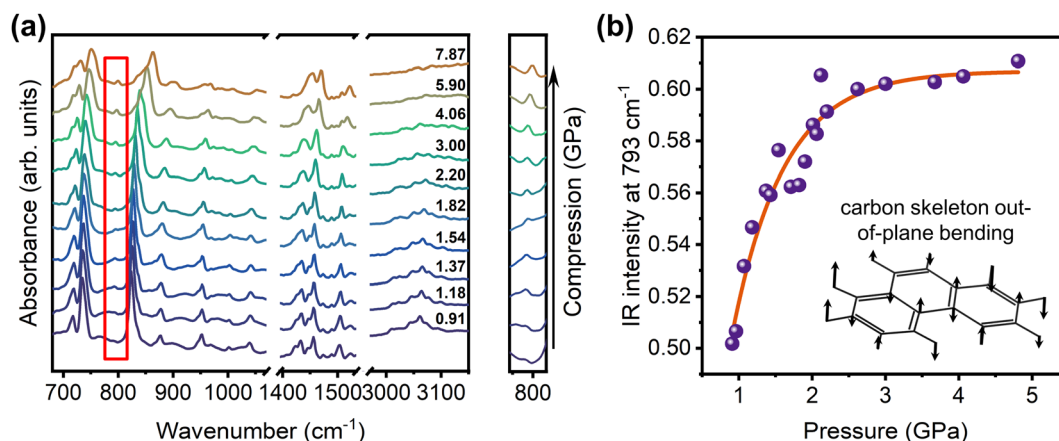 (a)
Absorbance (arb. units)
7.87
5.90
4.06
3.00
2.20
1.82
1.54
1.37
1.18
0.91
700 800 900 1000 1400 1500 3000 3100
Wavenumber (cm⁻¹)
800
Compression (GPa)
(b)
IR intensity at 793 cm⁻¹
0.62
0.60
0.58
0.56
0.54
0.52
0.50
carbon skeleton out-
of-plane bending
1 2 3 4 5
Pressure (GPa)